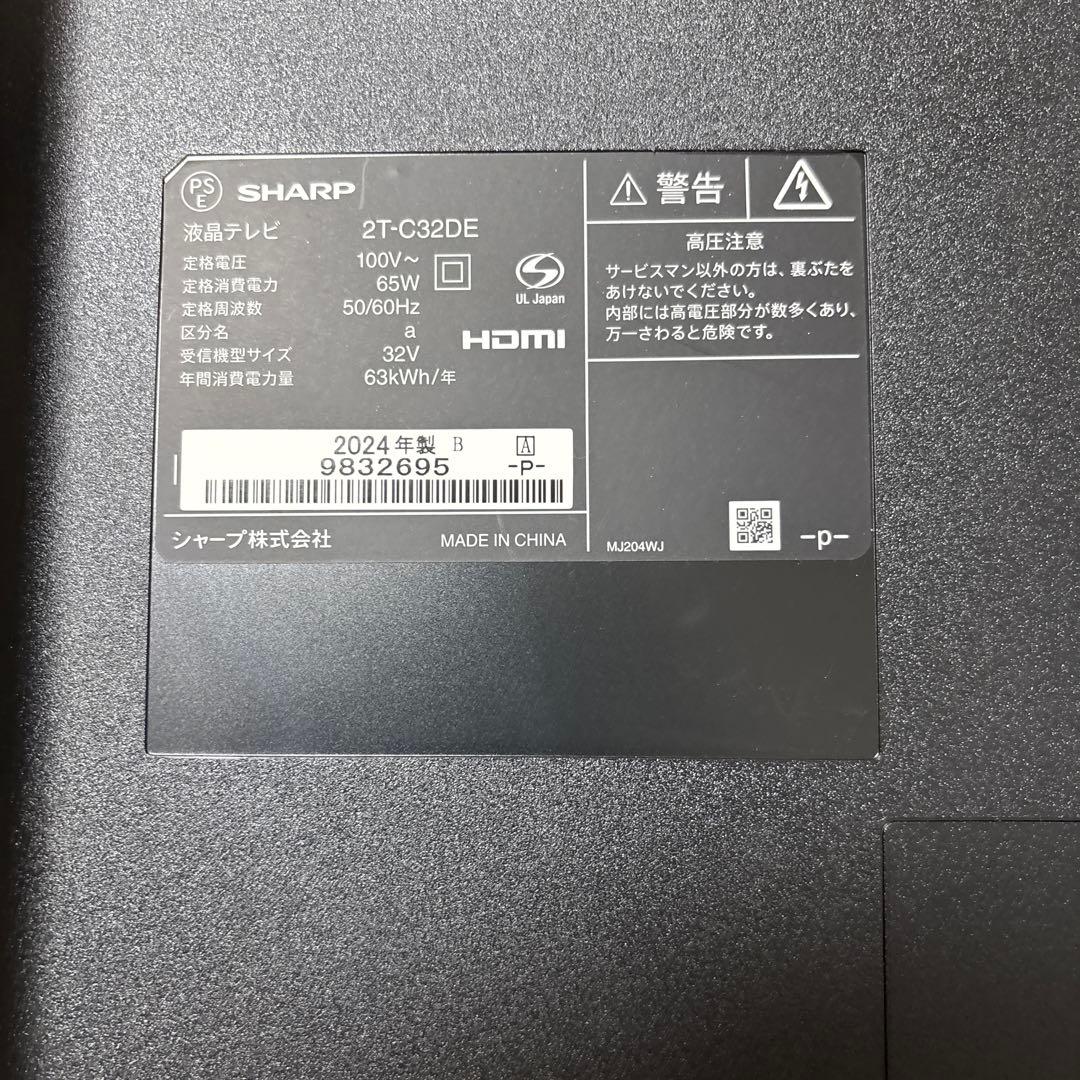 PSE SHARP
液晶テレビ 2T-C32DE
定格電圧 100V～
定格消費電力 65W
定格周波数 50/60Hz
区分名 a
受信機型サイズ 32V
年間消費電力量 63kWh/年
UL Japan
HDMI
2024年製 B A
9832695 -P-
シャープ株式会社 MADE IN CHINA
警告
高圧注意
サービスマン以外の方は、裏ぶたを
あけないでください。
内部には高電圧部分が数多くあり、
万一さわると危険です。
MJ204WJ -p-